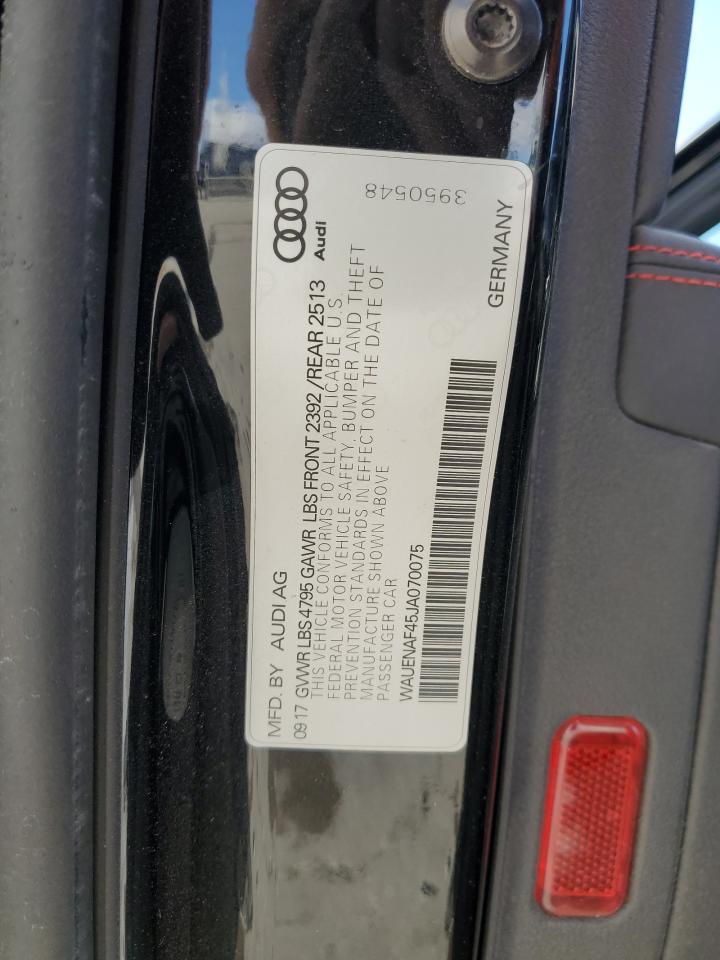 MFD. BY AUDI AG
Audi
0917 GVWR LBS 4795 GAWR LBS FRONT 2392 /REAR 2513
THIS VEHICLE CONFORMS TO ALL APPLICABLE U.S.
FEDERAL MOTOR VEHICLE SAFETY, BUMPER AND THEFT
PREVENTION STANDARDS IN EFFECT ON THE DATE OF
MANUFACTURE SHOWN ABOVE
3950548
PASSENGER CAR
WAUENAF45JA070075
GERMANY